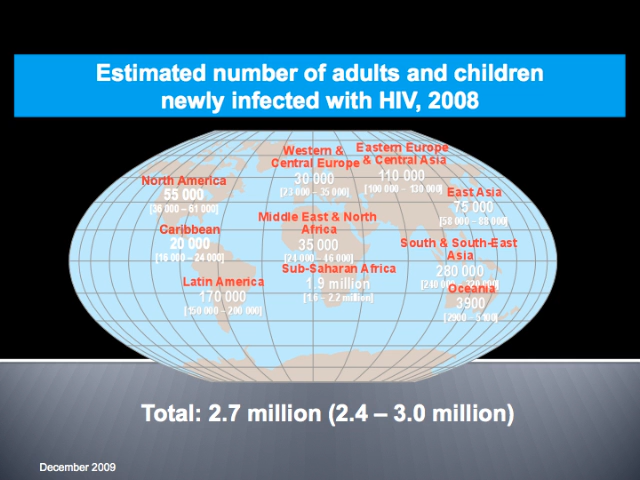 Estimated number of adults and children
newly infected with HIV, 2008
Western &
Central Europe
30 000
[23 000 – 35 000]
Eastern Europe
& Central Asia
110 000
[100 000 – 130 000]
North America
55 000
[36 000 – 61 000]
East Asia
75 000
[58 000 – 88 000]
Middle East & North
Africa
35 000
[24 000 – 46 000]
Caribbean
20 000
[16 000 – 24 000]
South & South-East
Asia
280 000
[240 000 – 320 000]
Sub-Saharan Africa
1.9 million
[1.6 – 2.2 million]
Latin America
170 000
[150 000 – 200 000]
Oceania
3900
[2900 – 5100]
Total: 2.7 million (2.4 – 3.0 million)
December 2009